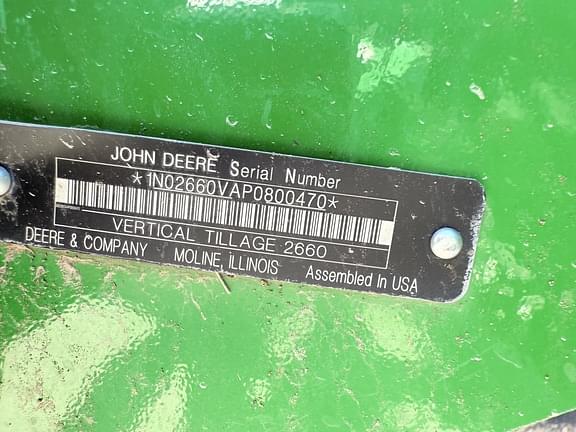 JOHN DEERE Serial Number
*1N02660VAP0800470*
VERTICAL TILLAGE 2660
DEERE & COMPANY MOLINE, ILLINOIS Assembled In USA